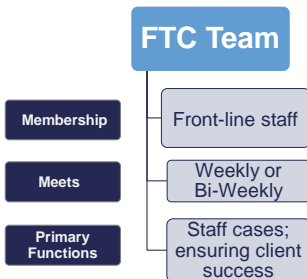 FTC Team
Membership
Front-line staff
Meets
Weekly or
Bi-Weekly
Primary
Functions
Staff cases;
ensuring client
success